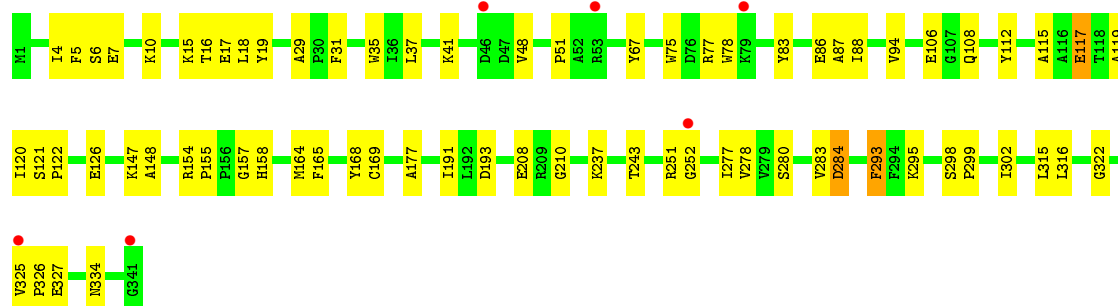 M1 I4 F5 S6 E7 K10 K15 T16 E17 L18 Y19 A29 P30 F31 W35 I36 L37 K41 D46 D47 V48 P51 A52 R53 Y67 W75 D76 R77 W78 K79 Y83 E86 A87 I88 V94 E106 G107 Q108 Y112 A115 A116 E117 T118 A119
I120 S121 P122 E126 K147 A148 R154 P155 P156 G157 H158 M164 F165 Y168 C169 A177 I191 L192 D193 E208 R209 G210 K237 T243 R251 G252 I277 V278 V279 S280 V283 D284 F293 F294 K295 S298 P299 I302 L315 L316 G322
V325 P326 E327 N334 G341